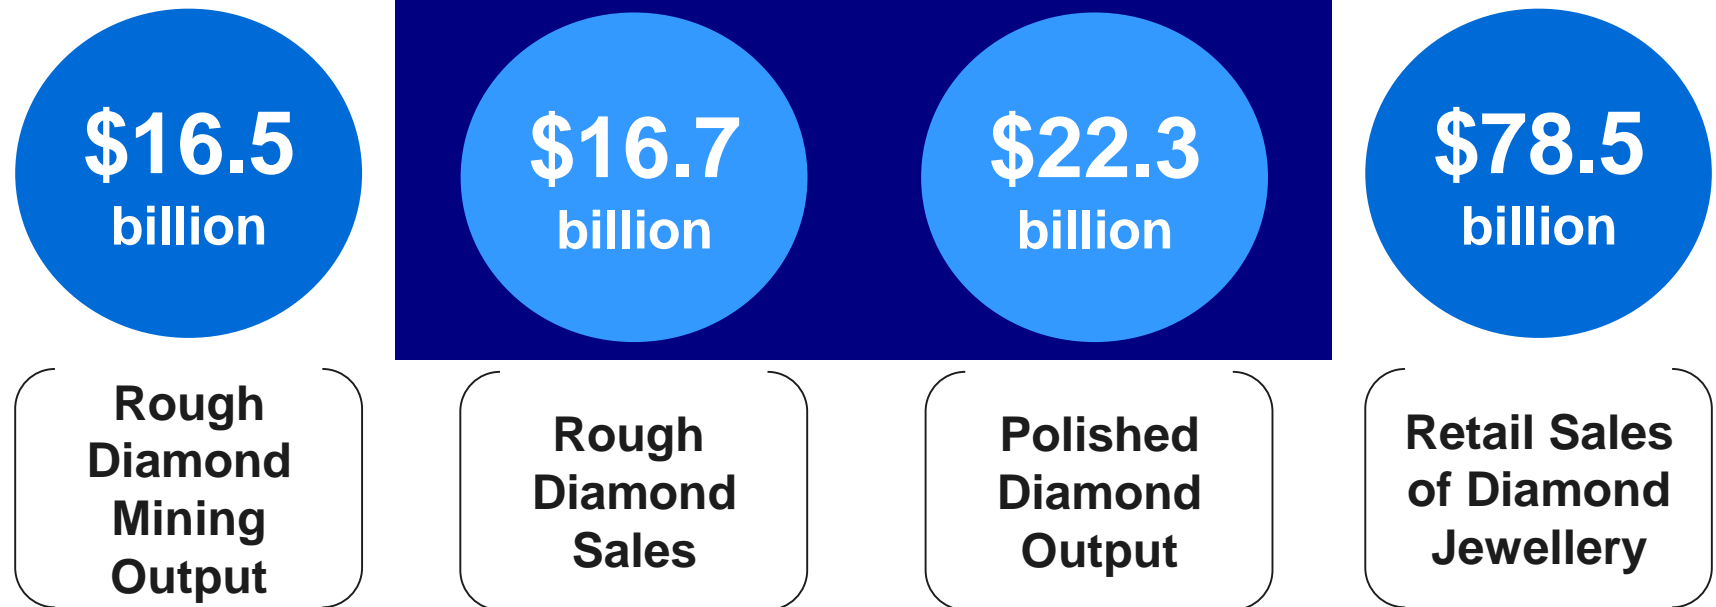 $16.5
billion
$16.7
billion
$22.3
billion
$78.5
billion
Rough
Diamond
Mining
Output
Rough
Diamond
Sales
Polished
Diamond
Output
Retail Sales
of Diamond
Jewellery